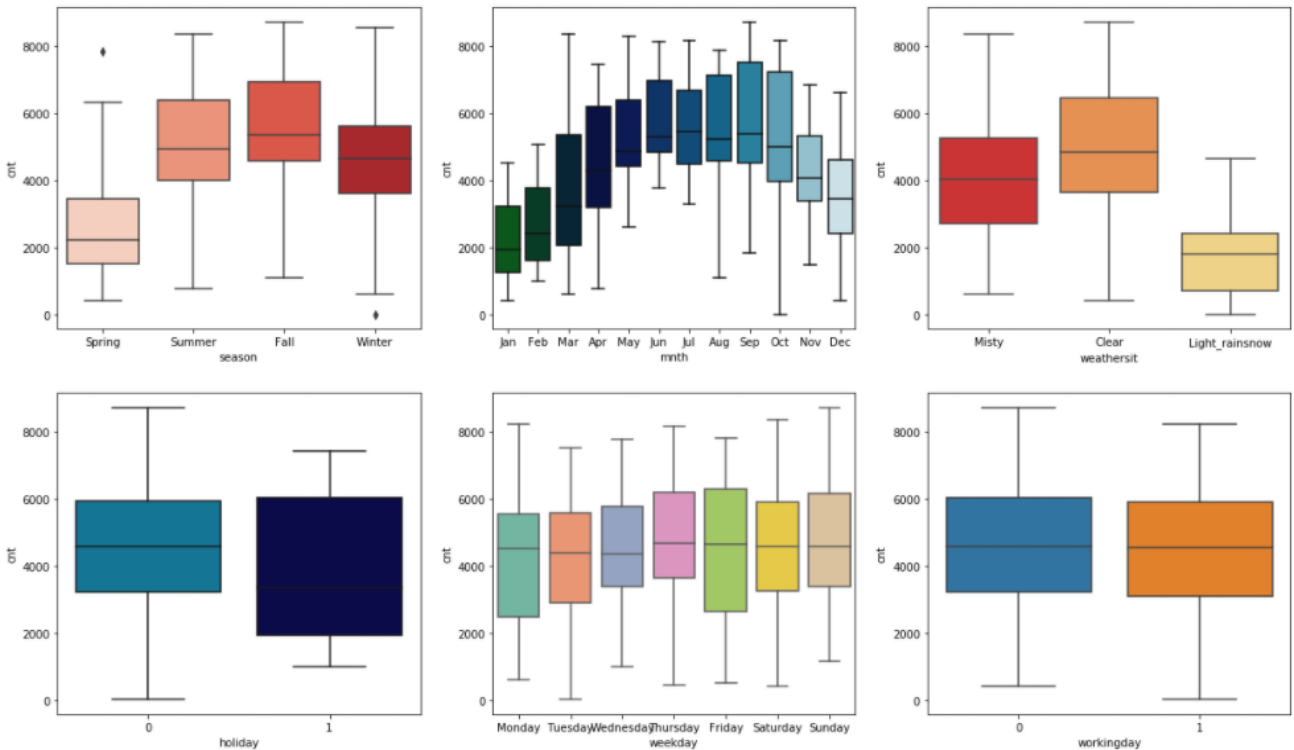 8000
6000
4000
2000
0
cnt
Spring Summer Fall Winter
season
8000
6000
4000
2000
0
cnt
Jan Feb Mar Apr May Jun Jul Aug Sep Oct Nov Dec
mnth
8000
6000
4000
2000
0
cnt
Misty Clear Light_rainsnow
weathersit
8000
6000
4000
2000
0
cnt
0 1
holiday
8000
6000
4000
2000
0
cnt
Monday Tuesday Wednesday Thursday Friday Saturday Sunday
weekday
8000
6000
4000
2000
0
cnt
0 1
workingday